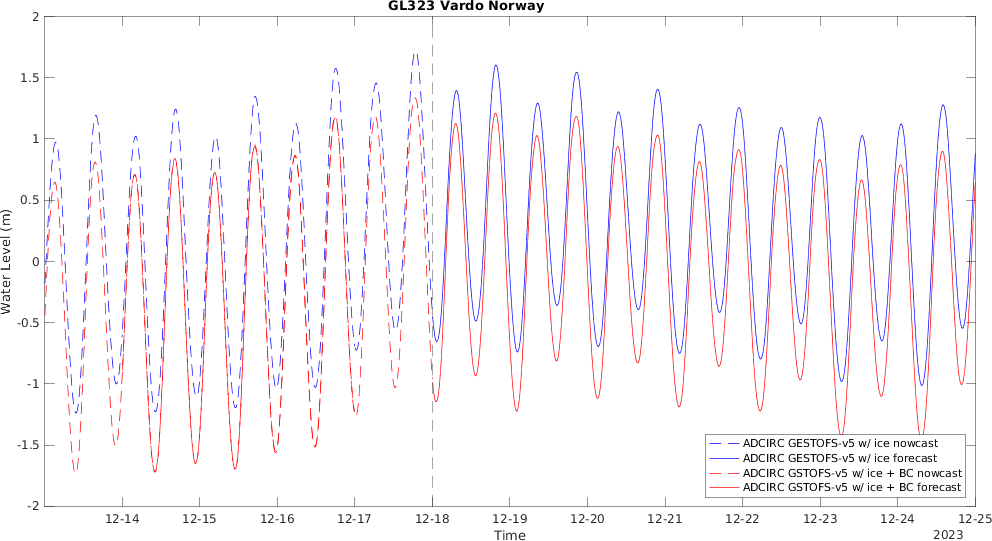 GL323 Vardo Norway
2
1.5
1
0.5
0
-0.5
-1
-1.5
-2
Water Level (m)
ADCIRC GESTOFS-v5 w/ ice nowcast
ADCIRC GESTOFS-v5 w/ ice forecast
ADCIRC GSTOFS-v5 w/ ice + BC nowcast
ADCIRC GSTOFS-v5 w/ ice + BC forecast
12-14 12-15 12-16 12-17 12-18 12-19 12-20 12-21 12-22 12-23 12-24 12-25
Time
2023